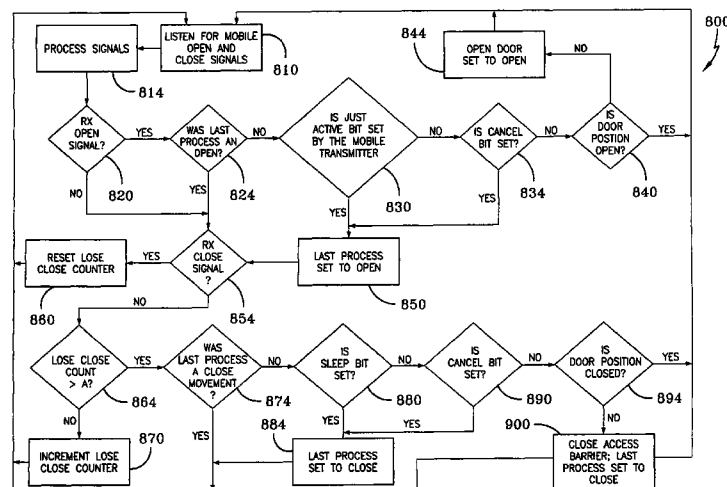 800
LISTEN FOR MOBILE
OPEN AND
CLOSE SIGNALS
810
PROCESS SIGNALS
814
OPEN DOOR
SET TO OPEN
844
NO
RX
OPEN
SIGNAL?
820
YES
NO
WAS LAST
PROCESS AN
OPEN?
824
NO
YES
IS JUST
ACTIVE BIT SET
BY THE MOBILE
TRANSMITTER
830
NO
YES
IS CANCEL
BIT SET?
834
NO
YES
IS
DOOR
POSTION
OPEN?
840
YES
RESET LOSE
CLOSE COUNTER
860
YES
RX
CLOSE
SIGNAL
?
854
NO
LAST PROCESS
SET TO OPEN
850
LOSE CLOSE
COUNT
> A?
864
YES
NO
WAS
LAST PROCESS
A CLOSE
MOVEMENT
?
874
NO
YES
IS
SLEEP BIT
SET?
880
NO
YES
IS
CANCEL BIT
SET?
890
NO
YES
IS
DOOR POSITION
CLOSED?
894
YES
NO
INCREMENT LOSE
CLOSE COUNTER
870
884
LAST PROCESS
SET TO CLOSE
900
CLOSE ACCESS
BARRIER; LAST
PROCESS SET TO
CLOSE